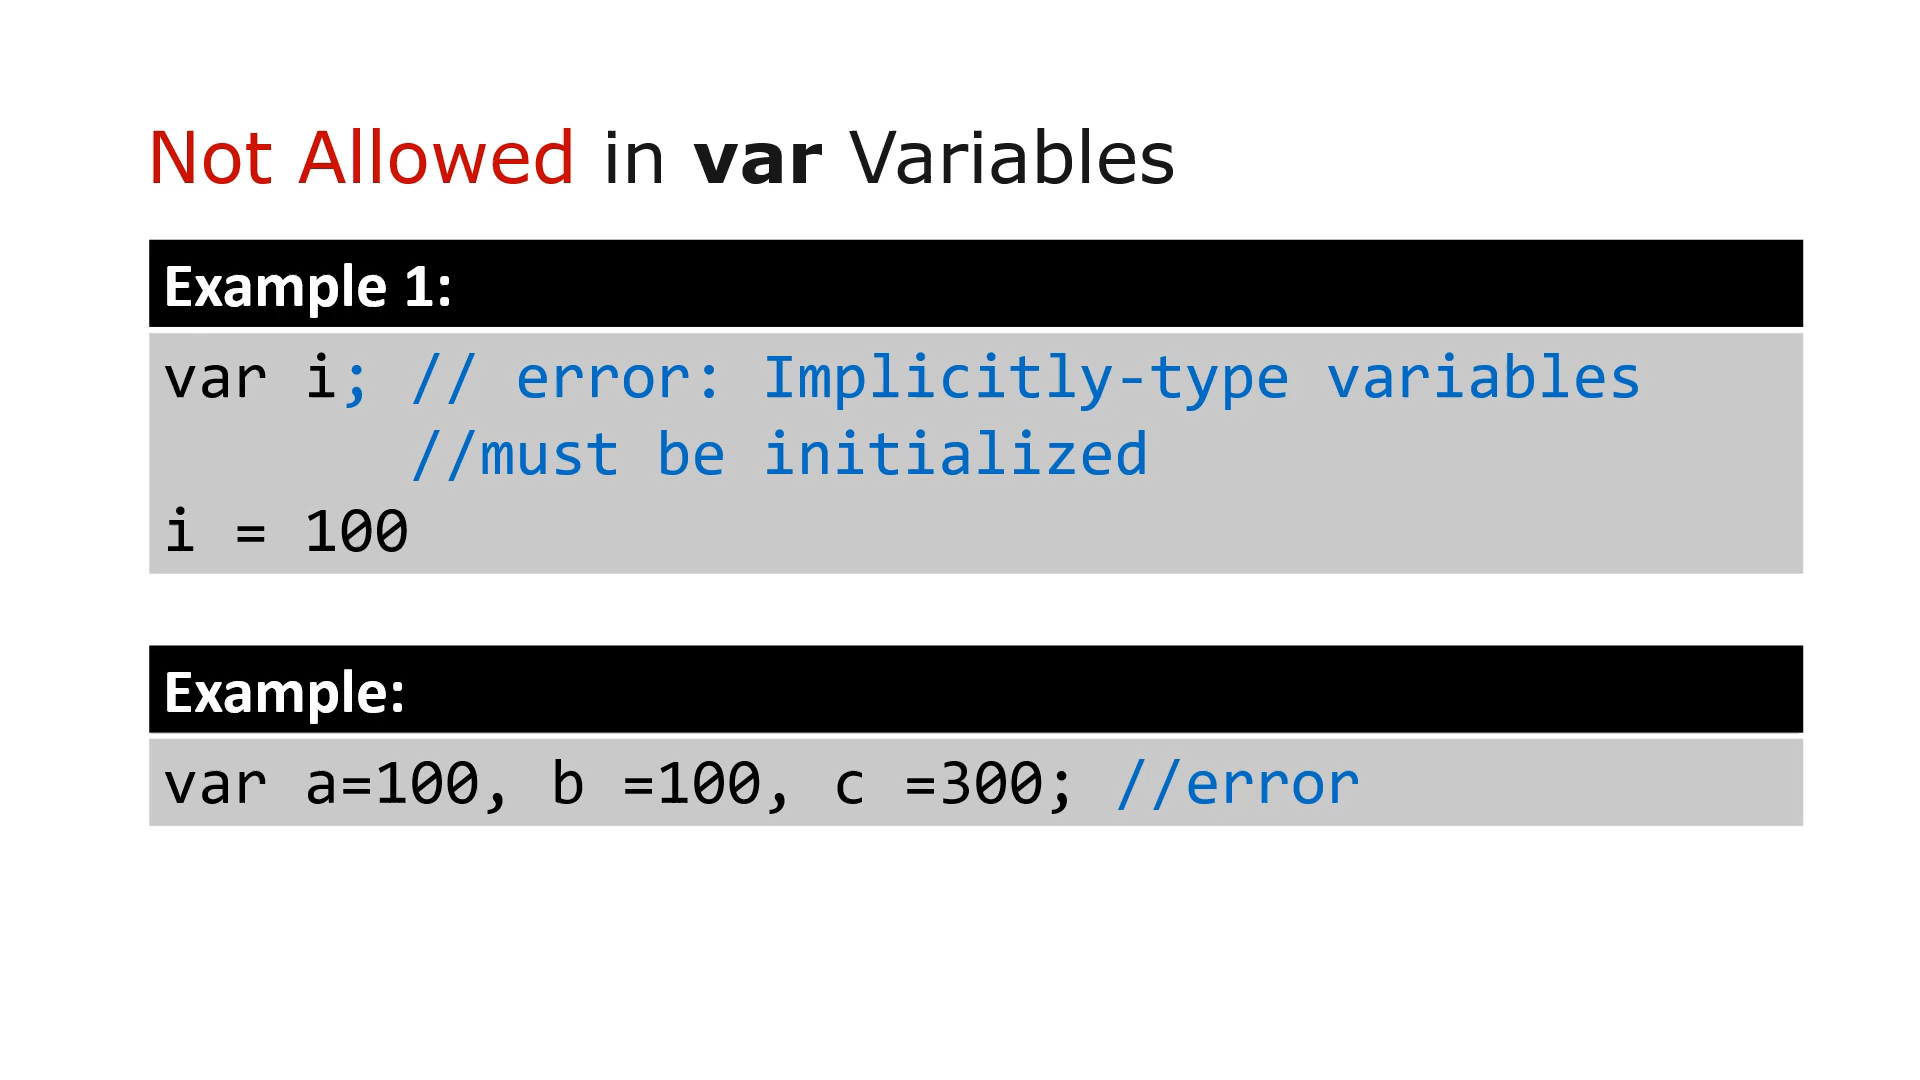 Not Allowed in var Variables
Example 1:
var i; // error: Implicitly-type variables
//must be initialized
i = 100
Example:
var a=100, b =100, c =300; //error